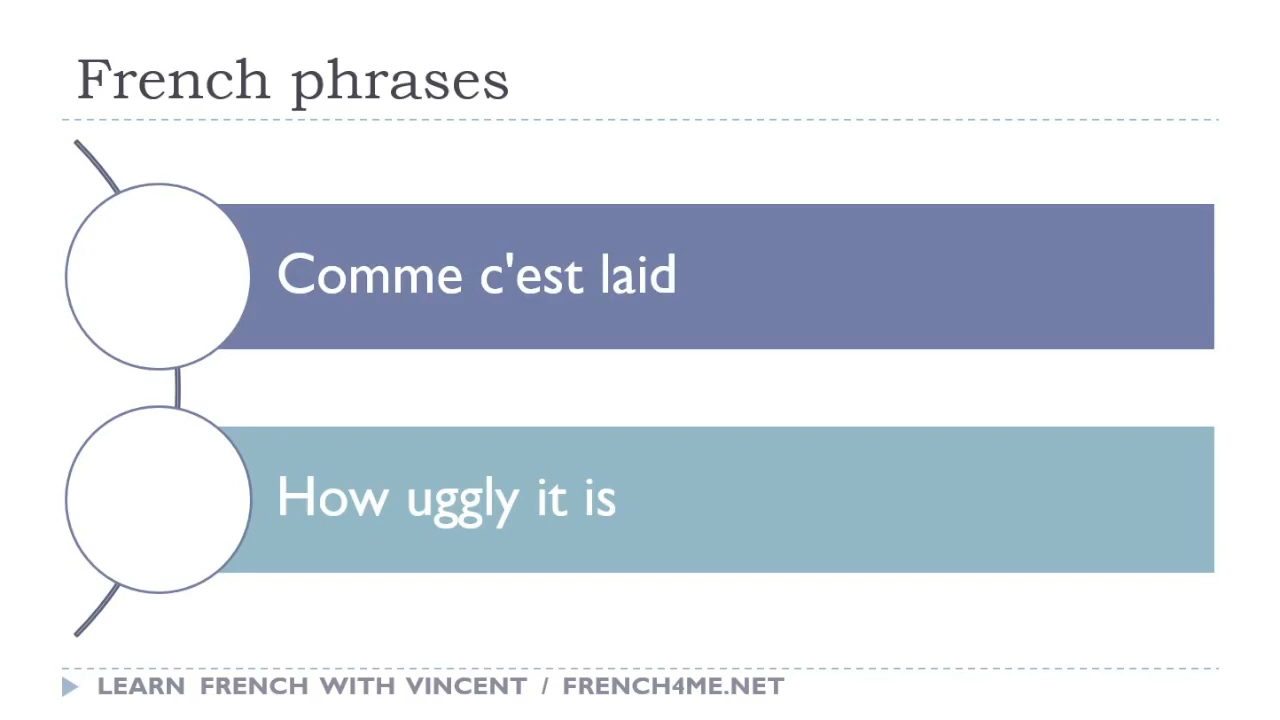 French phrases
Comme c'est laid
How uggly it is
LEARN FRENCH WITH VINCENT / FRENCH4ME.NET